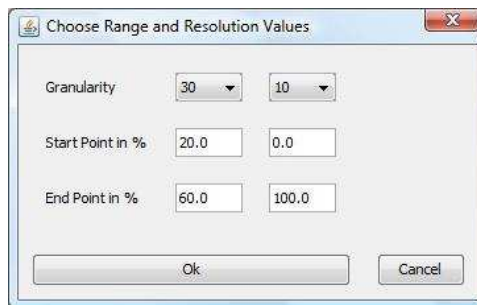 Choose Range and Resolution Values
Granularity 30 10
Start Point in % 20.0 0.0
End Point in % 60.0 100.0
Ok Cancel